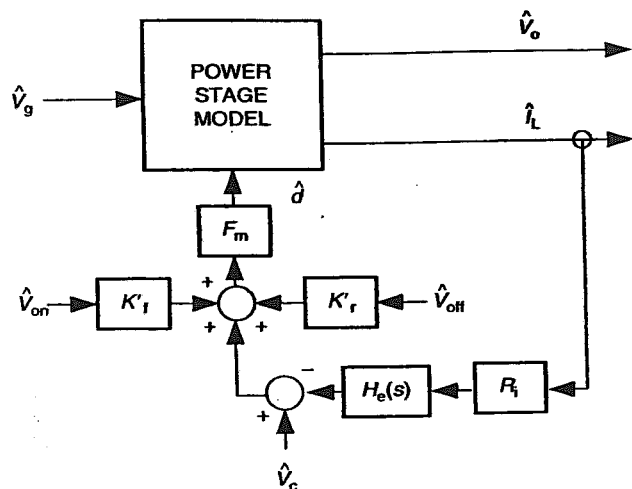 V̂o
POWER
STAGE
MODEL
V̂g
îL
d̂
Fm
+
V̂on
K'f
+
+
K'r
V̂off
+
−
He(s)
Ri
+
V̂c